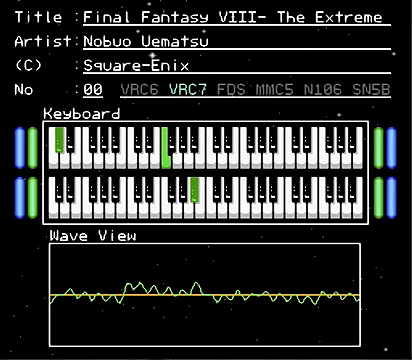 Title :Final Fantasy VIII- The Extreme
Artist:Nobuo Uematsu
(C) :Square-Enix
No :00 VRC6 VRC7 FDS MMC5 N106 SN5B
Keyboard
Wave View